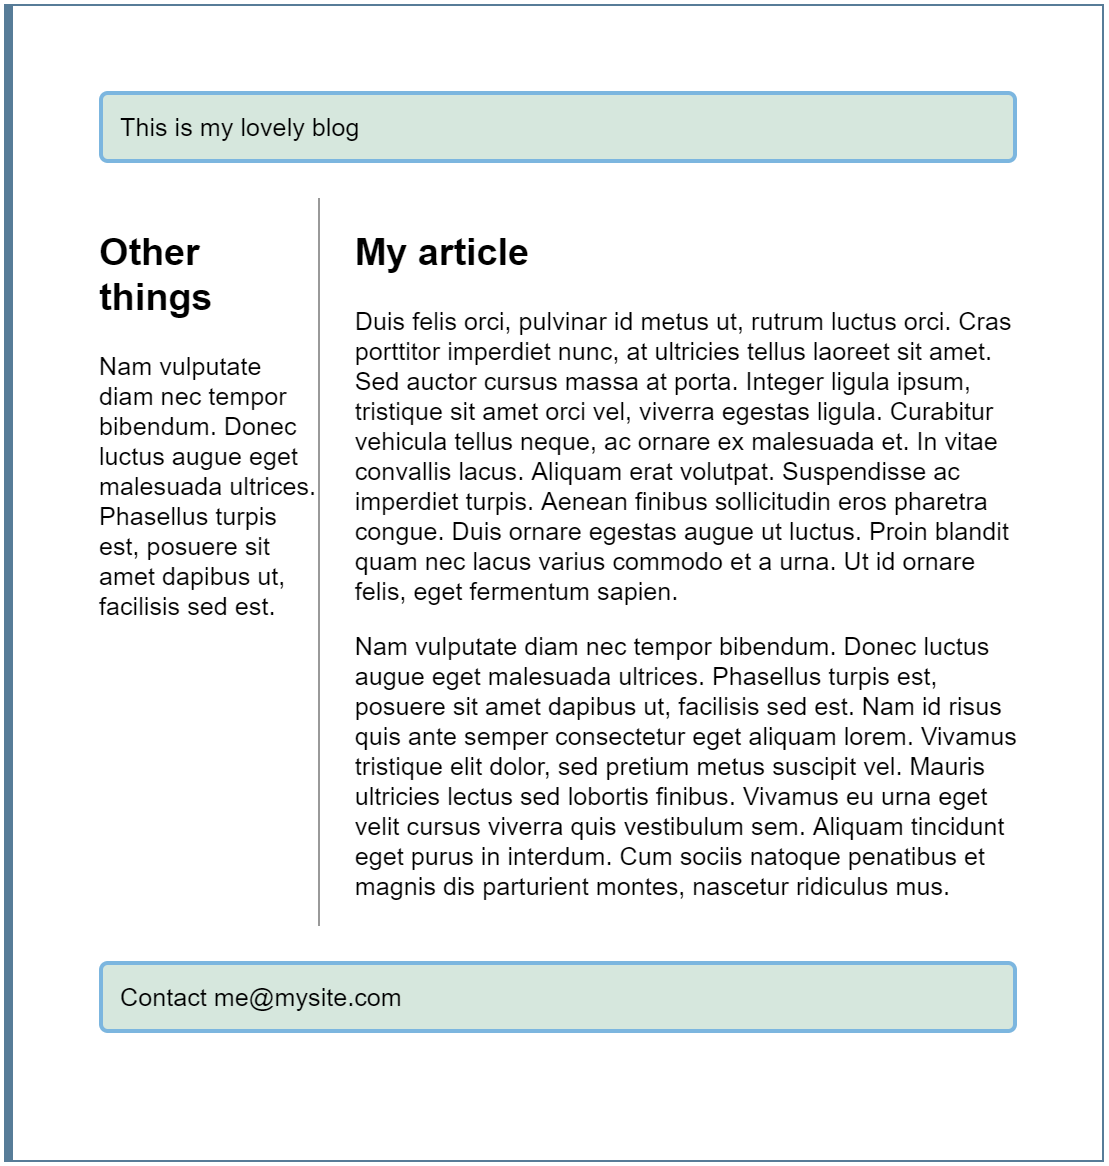 This is my lovely blog
Other
things
Nam vulputate
diam nec tempor
bibendum. Donec
luctus augue eget
malesuada ultrices.
Phasellus turpis
est, posuere sit
amet dapibus ut,
facilisis sed est.
My article
Duis felis orci, pulvinar id metus ut, rutrum luctus orci. Cras
porttitor imperdiet nunc, at ultricies tellus laoreet sit amet.
Sed auctor cursus massa at porta. Integer ligula ipsum,
tristique sit amet orci vel, viverra egestas ligula. Curabitur
vehicula tellus neque, ac ornare ex malesuada et. In vitae
convallis lacus. Aliquam erat volutpat. Suspendisse ac
imperdiet turpis. Aenean finibus sollicitudin eros pharetra
congue. Duis ornare egestas augue ut luctus. Proin blandit
quam nec lacus varius commodo et a urna. Ut id ornare
felis, eget fermentum sapien.
Nam vulputate diam nec tempor bibendum. Donec luctus
augue eget malesuada ultrices. Phasellus turpis est,
posuere sit amet dapibus ut, facilisis sed est. Nam id risus
quis ante semper consectetur eget aliquam lorem. Vivamus
tristique elit dolor, sed pretium metus suscipit vel. Mauris
ultricies lectus sed lobortis finibus. Vivamus eu urna eget
velit cursus viverra quis vestibulum sem. Aliquam tincidunt
eget purus in interdum. Cum sociis natoque penatibus et
magnis dis parturient montes, nascetur ridiculus mus.
Contact me@mysite.com